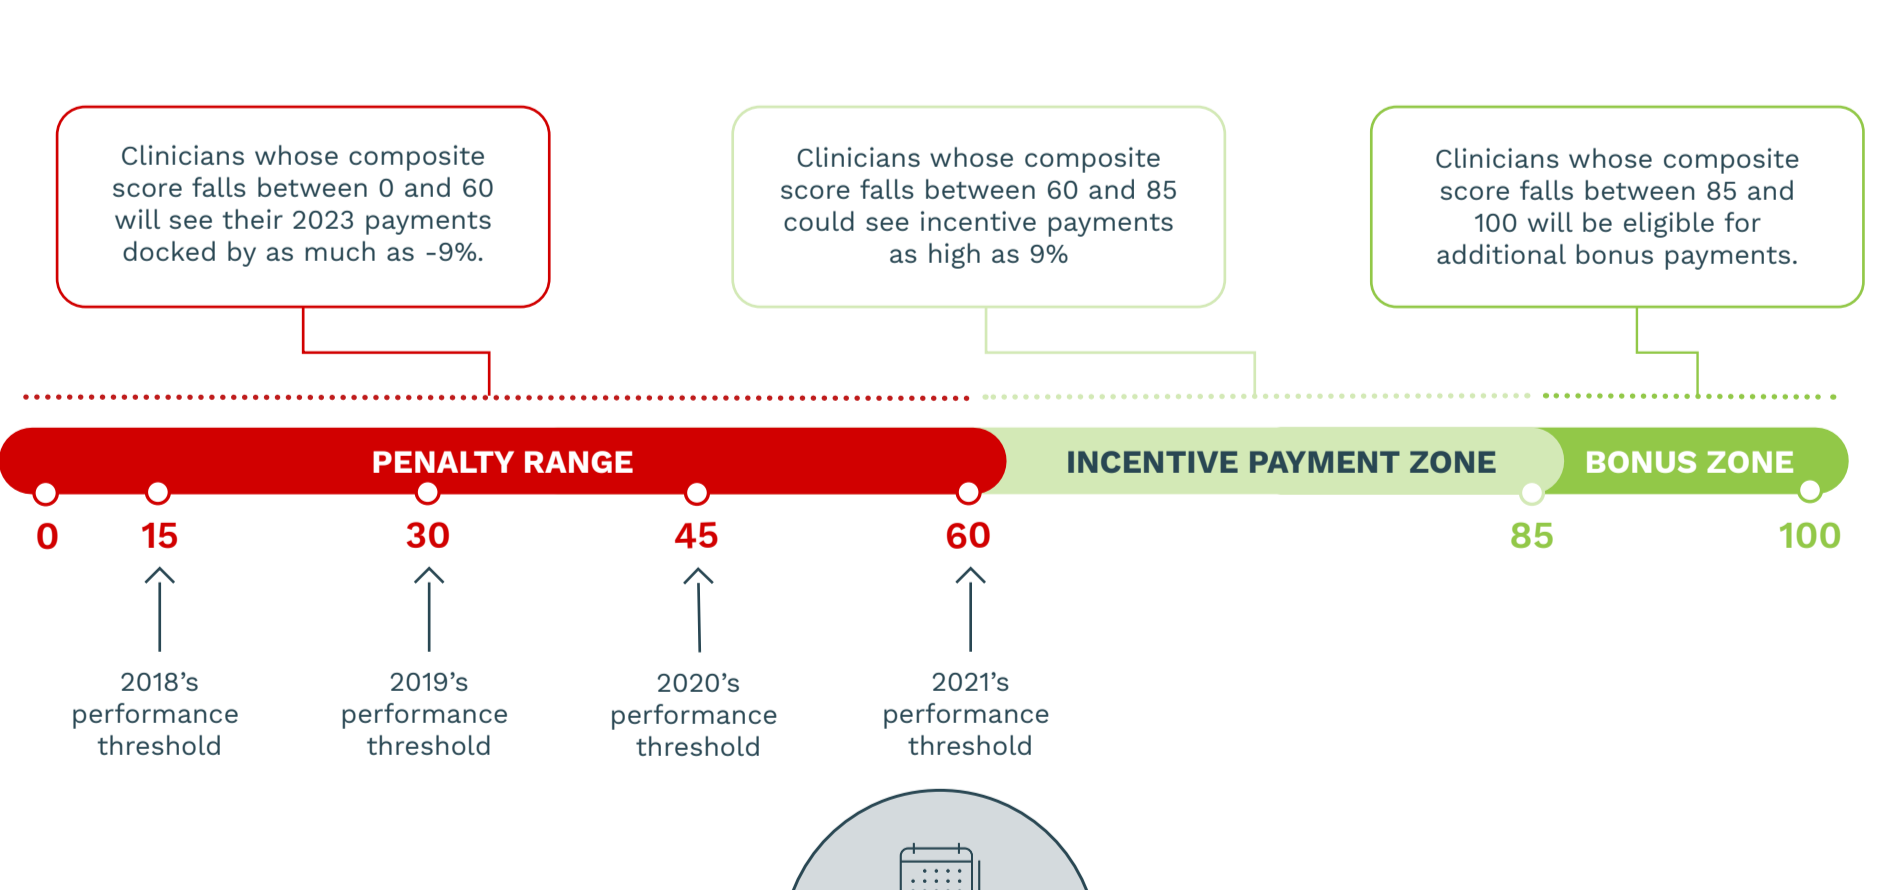 Clinicians whose composite
score falls between 0 and 60
will see their 2023 payments
docked by as much as -9%.
Clinicians whose composite
score falls between 60 and 85
could see incentive payments
as high as 9%
Clinicians whose composite
score falls between 85 and
100 will be eligible for
additional bonus payments.
PENALTY RANGE
INCENTIVE PAYMENT ZONE
BONUS ZONE
0
15
30
45
60
85
100
2018’s
performance
threshold
2019’s
performance
threshold
2020’s
performance
threshold
2021’s
performance
threshold